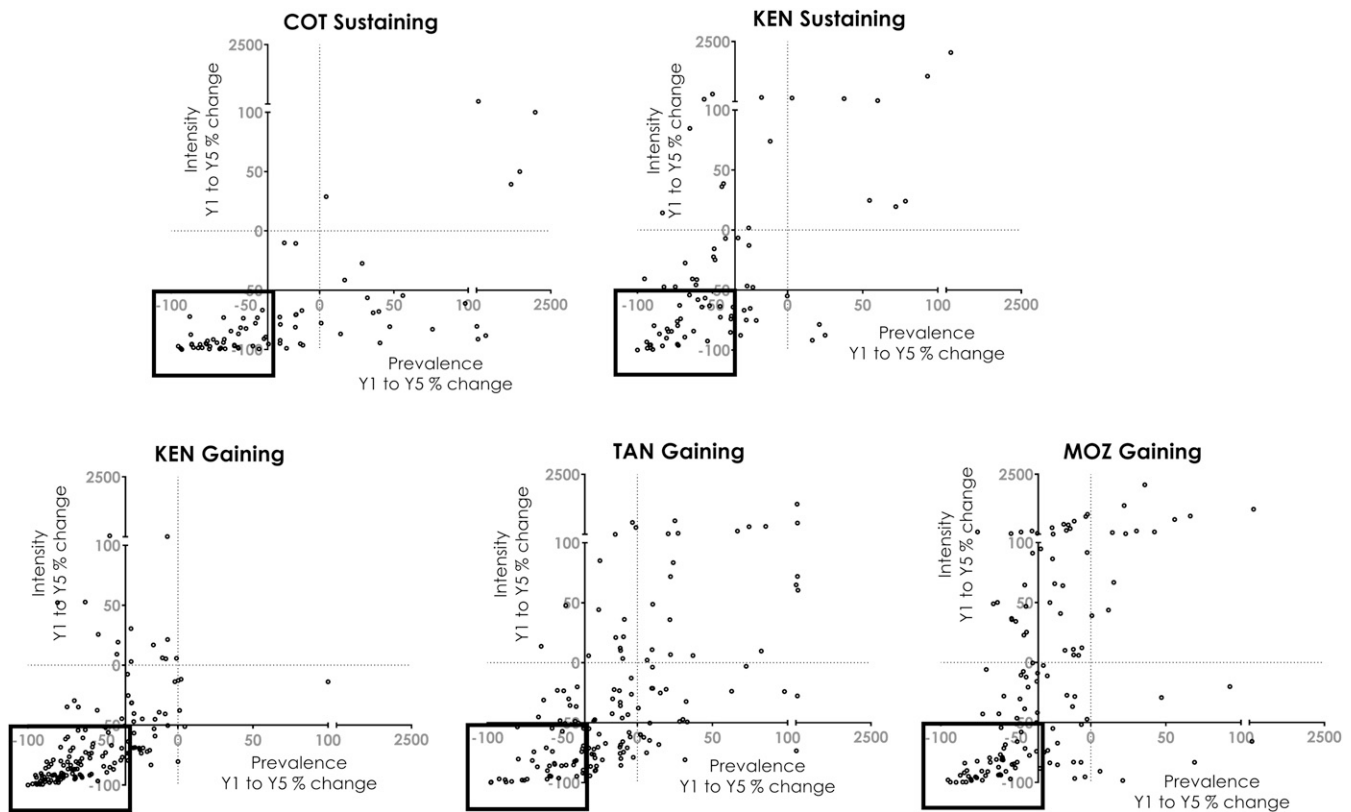 COT Sustaining
2500
100
50
0
50
-100
Intensity
Y1 to Y5 % change
-100 -50 0 50 100 2500
Prevalence
Y1 to Y5 % change
KEN Sustaining
2500
100
50
0
-50
-100
Intensity
Y1 to Y5 % change
-100 -50 0 50 100 2500
Prevalence
Y1 to Y5 % change
KEN Gaining
2500
100
50
0
50
-100
Intensity
Y1 to Y5 % change
-100 -50 0 50 100 2500
Prevalence
Y1 to Y5 % change
TAN Gaining
2500
100
50
0
50
-100
Intensity
Y1 to Y5 % change
-100 -50 0 50 100 2500
Prevalence
Y1 to Y5 % change
MOZ Gaining
2500
100
50
0
50
-100
Intensity
Y1 to Y5 % change
-100 -50 0 50 100 2500
Prevalence
Y1 to Y5 % change